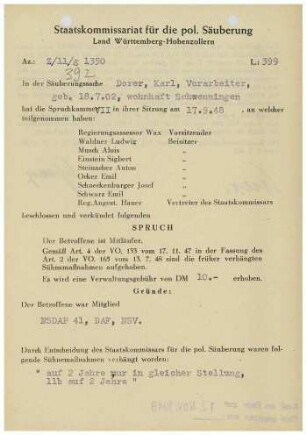 Staatskommissariat für die pol. Säuberung
Land Württemberg-Hohenzollern
Az.: Z/11/g 1350
L: 399
392
In der Säuberungssache Dorer, Karl, Vorarbeiter,
geb. 18.7.02, wohnhaft Schwenningen
hat die Spruchkammer VII in ihrer Sitzung am 17.9.48 , an welcher
teilgenommen haben:
Regierungsassessor Wax Vorsitzender
Waldner Ludwig Beisitzer
Musch Alois "
Einstein Sigbert "
Steinacher Anton "
Ocker Emil "
Schneckenburger Josef "
Schwarz Emil "
Reg.Angest. Hauer Vertreter des Staatskommissars
beschlossen und verkündet folgenden
SPRUCH
Der Betroffene ist Mitläufer.
Gemäß Art. 4 der VO. 133 vom 17. 11. 47 in der Fassung des
Art. 2 der VO. 165 vom 13. 7. 48 sind die früher verhängten
Sühnemaßnahmen aufgehoben.
Es wird eine Verwaltungsgebühr von DM 10.- erhoben.
Gründe:
Der Betroffene war Mitglied
NSDAP 41, DAF, NSV.
Durch Entscheidung des Staatskommissars für die pol. Säuberung waren fol-
gende Sühnemaßnahmen verhängt worden:
" auf 2 Jahre nur in gleicher Stellung,
llb auf 2 Jahre "
12. Nov. 1948